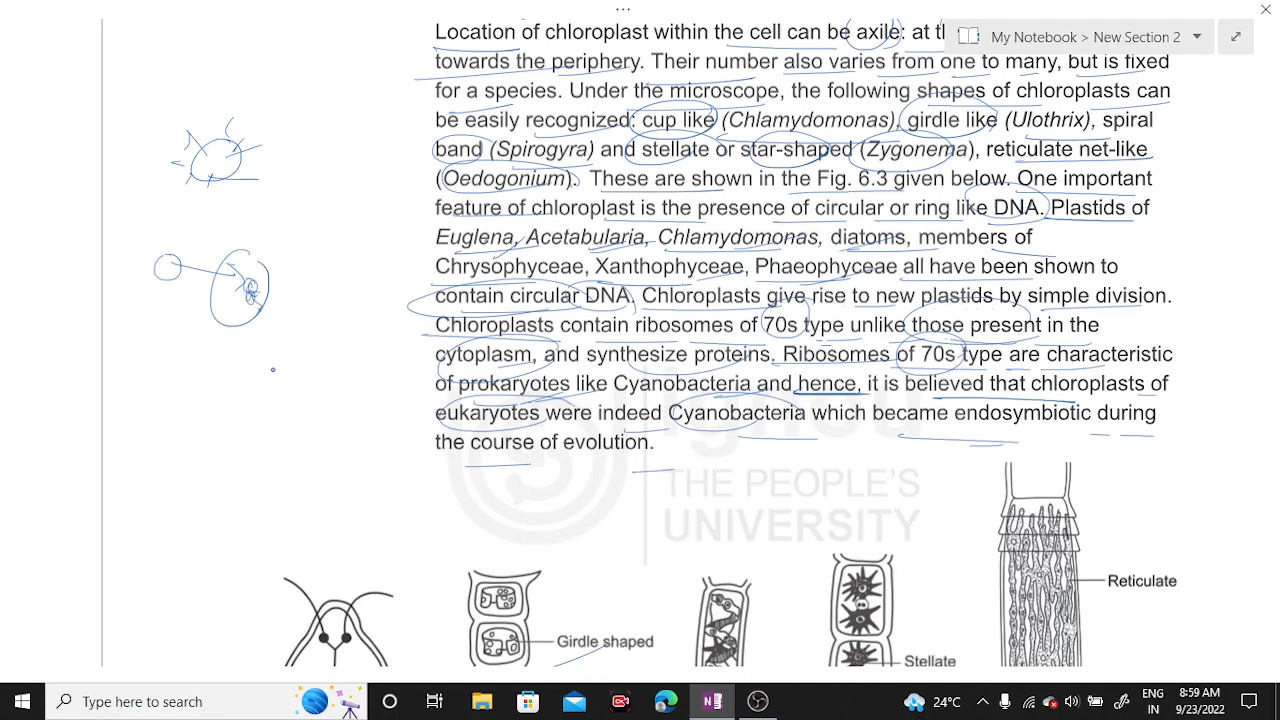 ...
Location of chloroplast within the cell can be axile: at th
My Notebook > New Section 2
towards the periphery. Their number also varies from one to many, but is fixed
for a species. Under the microscope, the following shapes of chloroplasts can
be easily recognized: cup like (Chlamydomonas), girdle like (Ulothrix), spiral
band (Spirogyra) and stellate or star-shaped (Zygonema), reticulate net-like
(Oedogonium). These are shown in the Fig. 6.3 given below. One important
feature of chloroplast is the presence of circular or ring like DNA. Plastids of
Euglena, Acetabularia, Chlamydomonas, diatoms, members of
Chrysophyceae, Xanthophyceae, Phaeophyceae all have been shown to
contain circular DNA. Chloroplasts give rise to new plastids by simple division.
Chloroplasts contain ribosomes of 70s type unlike those present in the
cytoplasm, and synthesize proteins. Ribosomes of 70s type are characteristic
of prokaryotes like Cyanobacteria and hence, it is believed that chloroplasts of
eukaryotes were indeed Cyanobacteria which became endosymbiotic during
the course of evolution.
ignou
THE PEOPLE'S
UNIVERSITY
Reticulate
Girdle shaped
Stellate
Type here to search
24°C
ENG
IN
8:59 AM
9/23/2022